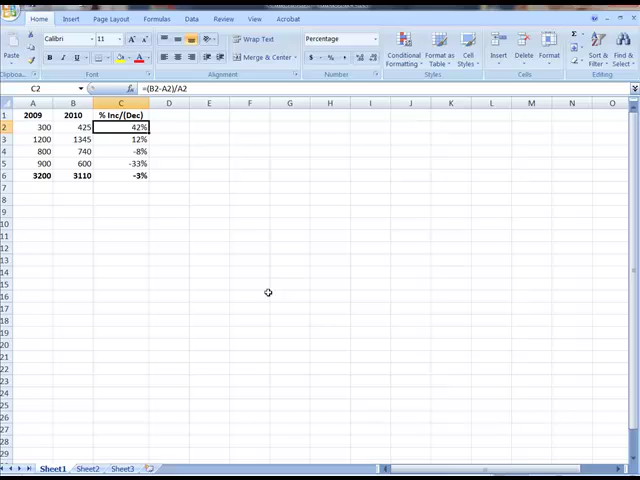 Home Insert Page Layout Formulas Data Review View Acrobat
Calibri 11 A A Wrap Text Percentage Σ
Paste B I U A Merge & Center $ % , Conditional Formatting Format as Table Cell Styles Insert Delete Format Sort & Filter Find & Select
Clipboard Font Alignment Number Styles Cells Editing
C2 fx =(B2-A2)/A2
A B C D E F G H I J K L M N O
1 2009 2010 % Inc/(Dec)
2 300 425 42%
3 1200 1345 12%
4 800 740 -8%
5 900 600 -33%
6 3200 3110 -3%
7
8
9
10
11
12
13
14
15
16
17
18
19
20
21
22
23
24
25
26
27
28
29
Sheet1 Sheet2 Sheet3